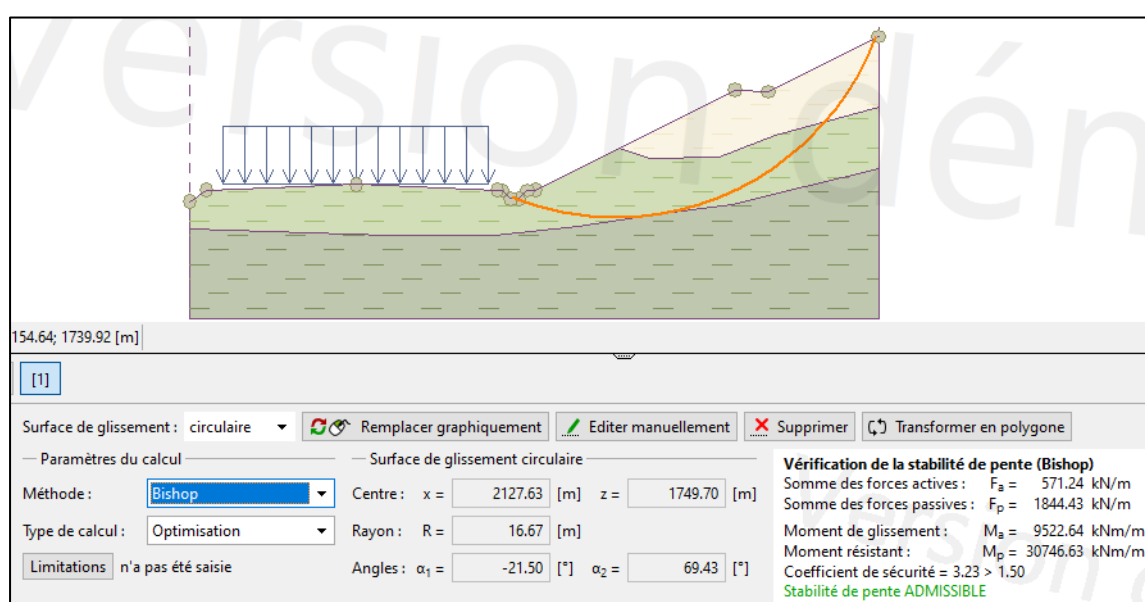 version dém
154.64; 1739.92 [m]
[1]
Surface de glissement : circulaire Remplacer graphiquement Editer manuellement Supprimer Transformer en polygone
Paramètres du calcul Surface de glissement circulaire Vérification de la stabilité de pente (Bishop)
Somme des forces actives : Fa = 571.24 kN/m
Méthode : Bishop Centre : x = 2127.63 [m] z = 1749.70 [m]
Somme des forces passives : Fp = 1844.43 kN/m
Type de calcul : Optimisation Rayon : R = 16.67 [m]
Moment de glissement : Ma = 9522.64 kNm/m
Moment résistant : Mp = 30746.63 kNm/m
Limitations n'a pas été saisie Angles : α1 = -21.50 [°] α2 = 69.43 [°]
Coefficient de sécurité = 3.23 > 1.50
Stabilité de pente ADMISSIBLE